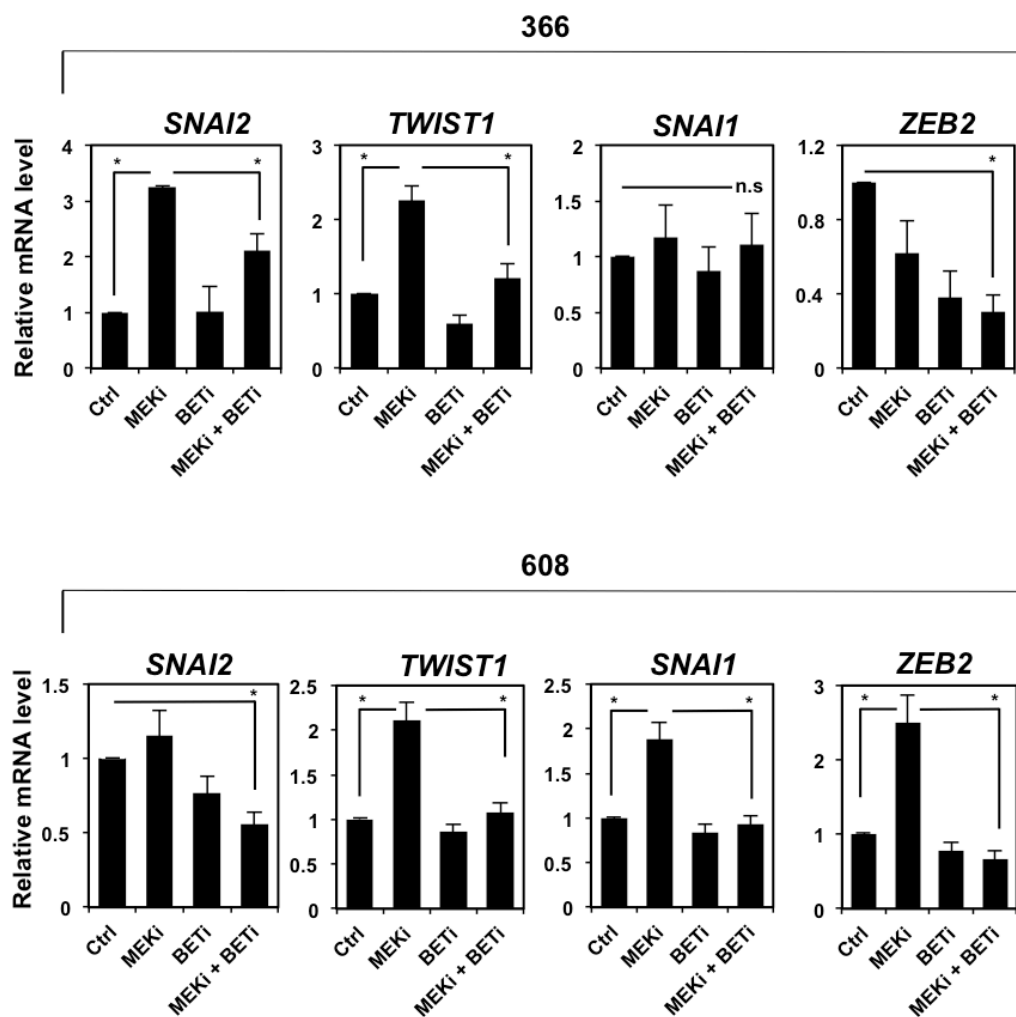 366
SNAI2 TWIST1 SNAI1 ZEB2
Relative mRNA level
4 3 2 1 0
* *
Ctrl MEKi BETi MEKi + BETi
3 2 1 0
* *
Ctrl MEKi BETi MEKi + BETi
2 1.5 1 0.5 0
n.s
Ctrl MEKi BETi MEKi + BETi
1.2 0.8 0.4 0
*
Ctrl MEKi BETi MEKi + BETi
608
SNAI2 TWIST1 SNAI1 ZEB2
Relative mRNA level
1.5 1 0.5 0
*
Ctrl MEKi BETi MEKi + BETi
2.5 2 1.5 1 0.5 0
* *
Ctrl MEKi BETi MEKi + BETi
2.5 2 1.5 1 0.5 0
* *
Ctrl MEKi BETi MEKi + BETi
3 2 1 0
* *
Ctrl MEKi BETi MEKi + BETi